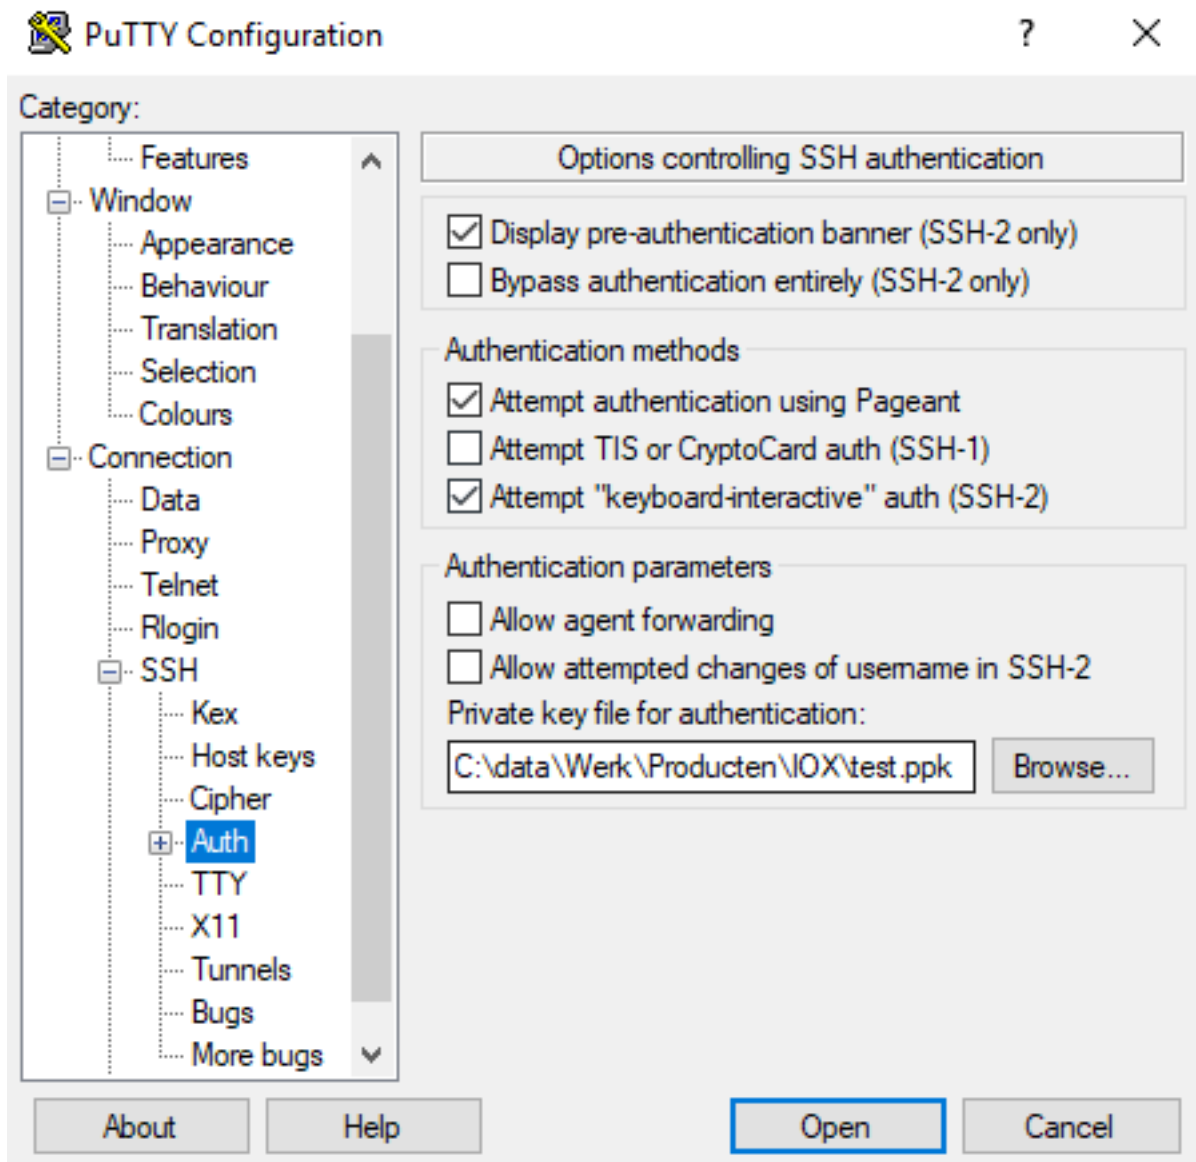 PuTTY Configuration
?
Category:
Features
Window
Appearance
Behaviour
Translation
Selection
Colours
Connection
Data
Proxy
Telnet
Rlogin
SSH
Kex
Host keys
Cipher
Auth
TTY
X11
Tunnels
Bugs
More bugs
Options controlling SSH authentication
Display pre-authentication banner (SSH-2 only)
Bypass authentication entirely (SSH-2 only)
Authentication methods
Attempt authentication using Pageant
Attempt TIS or CryptoCard auth (SSH-1)
Attempt "keyboard-interactive" auth (SSH-2)
Authentication parameters
Allow agent forwarding
Allow attempted changes of username in SSH-2
Private key file for authentication:
C:\data\Werk\Producten\IOX\test.ppk
Browse...
About
Help
Open
Cancel